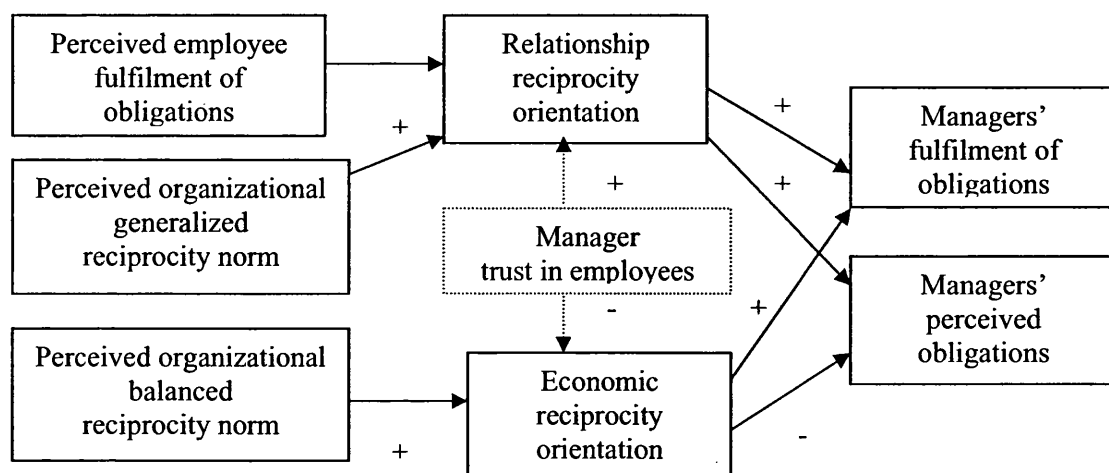 Perceived employee
fulfilment of
obligations
+
Perceived organizational
generalized
reciprocity norm
Perceived organizational
balanced
reciprocity norm
+
Relationship
reciprocity
orientation
+
Manager
trust in employees
-
Economic
reciprocity
orientation
+
+
+
-
Managers’
fulfilment of
obligations
Managers’
perceived
obligations